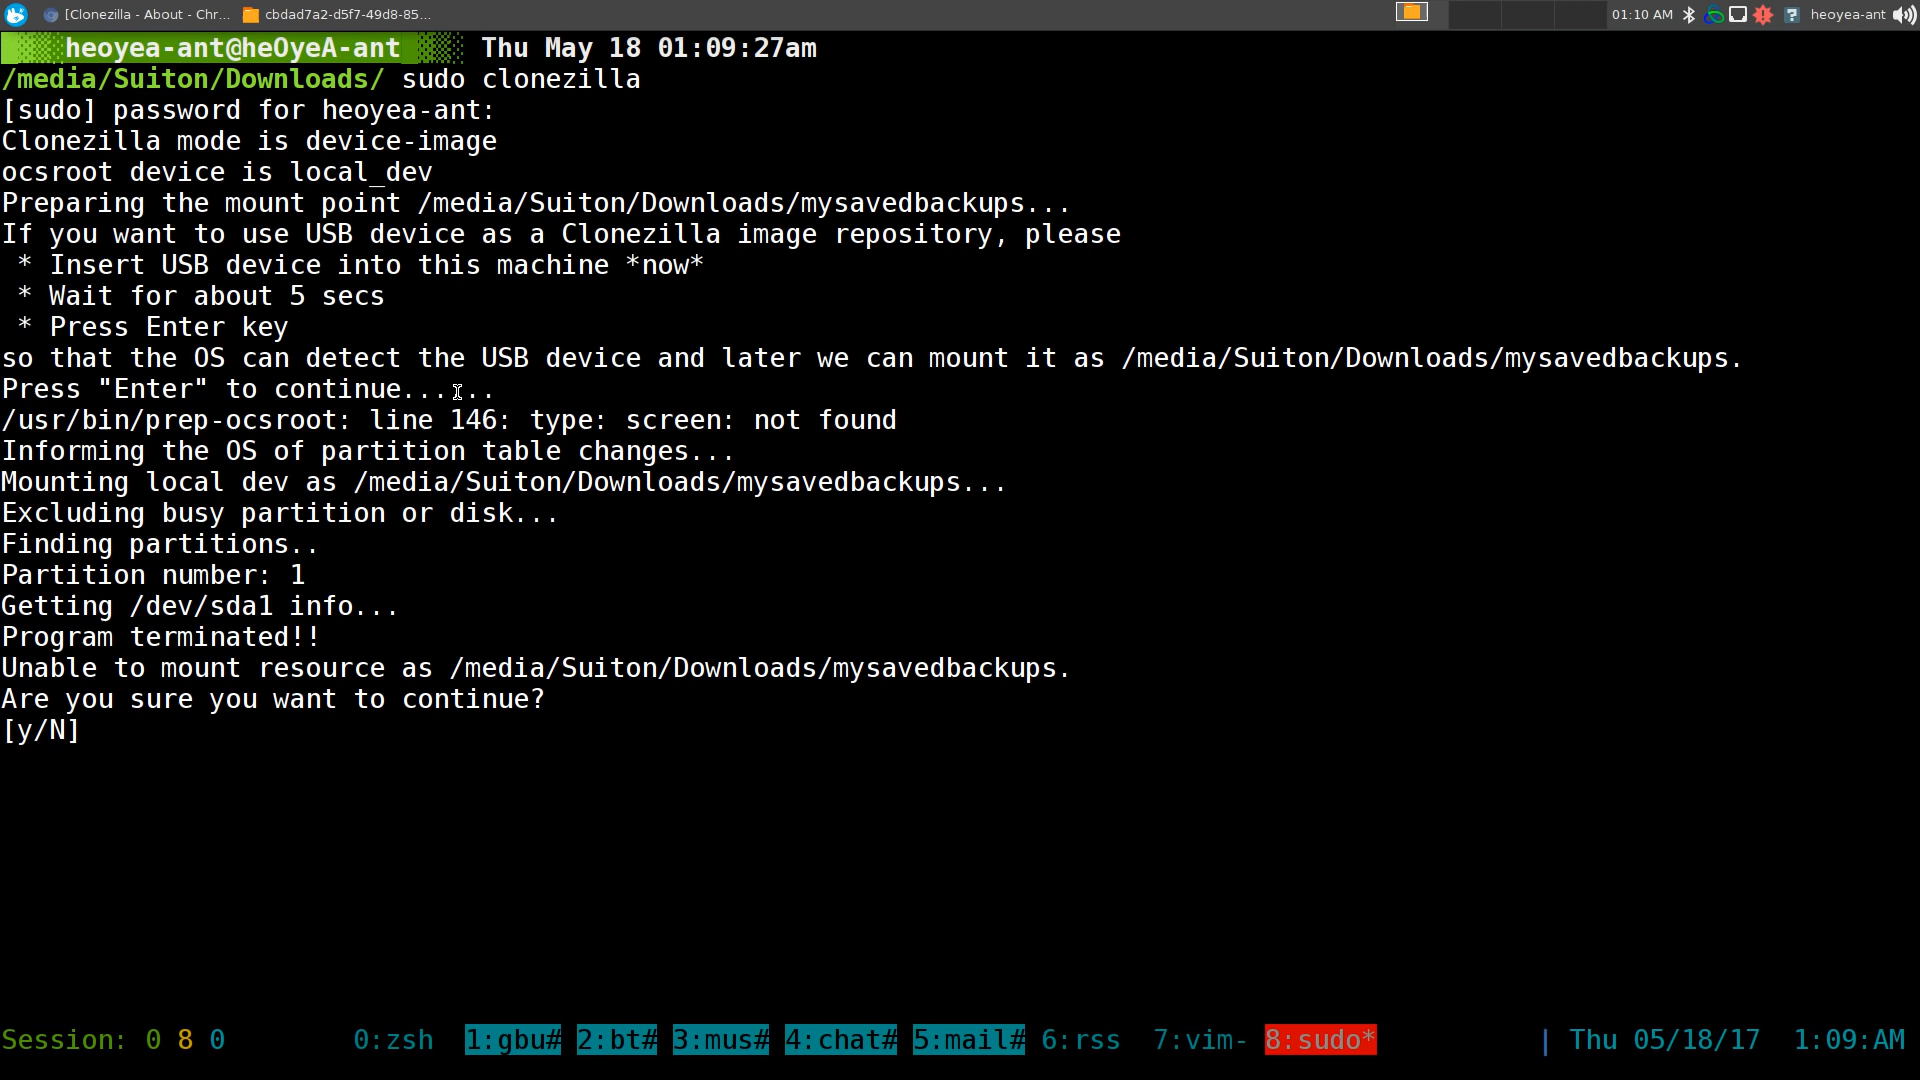 [Clonezilla - About - Chr... cbdad7a2-d5f7-49d8-85... 01:10 AM heoyea-ant
heoyea-ant@heOyeA-ant Thu May 18 01:09:27am
/media/Suiton/Downloads/ sudo clonezilla
[sudo] password for heoyea-ant:
Clonezilla mode is device-image
ocsroot device is local_dev
Preparing the mount point /media/Suiton/Downloads/mysavedbackups...
If you want to use USB device as a Clonezilla image repository, please
* Insert USB device into this machine *now*
* Wait for about 5 secs
* Press Enter key
so that the OS can detect the USB device and later we can mount it as /media/Suiton/Downloads/mysavedbackups.
Press "Enter" to continue......
/usr/bin/prep-ocsroot: line 146: type: screen: not found
Informing the OS of partition table changes...
Mounting local dev as /media/Suiton/Downloads/mysavedbackups...
Excluding busy partition or disk...
Finding partitions..
Partition number: 1
Getting /dev/sda1 info...
Program terminated!!
Unable to mount resource as /media/Suiton/Downloads/mysavedbackups.
Are you sure you want to continue?
[y/N]
Session: 0 8 0 0:zsh 1:gbu# 2:bt# 3:mus# 4:chat# 5:mail# 6:rss 7:vim- 8:sudo* | Thu 05/18/17 1:09:AM